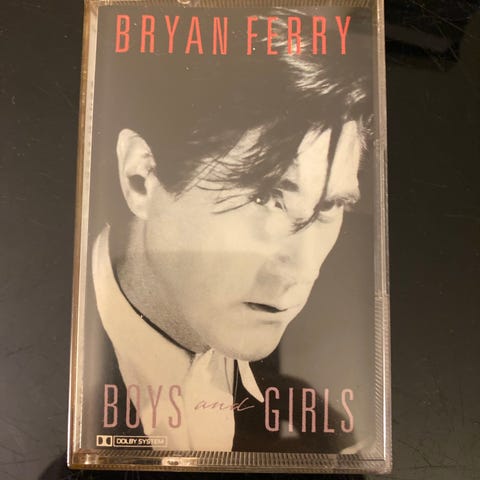 BRYAN FERRY
BOYS and GIRLS
DOLBY SYSTEM